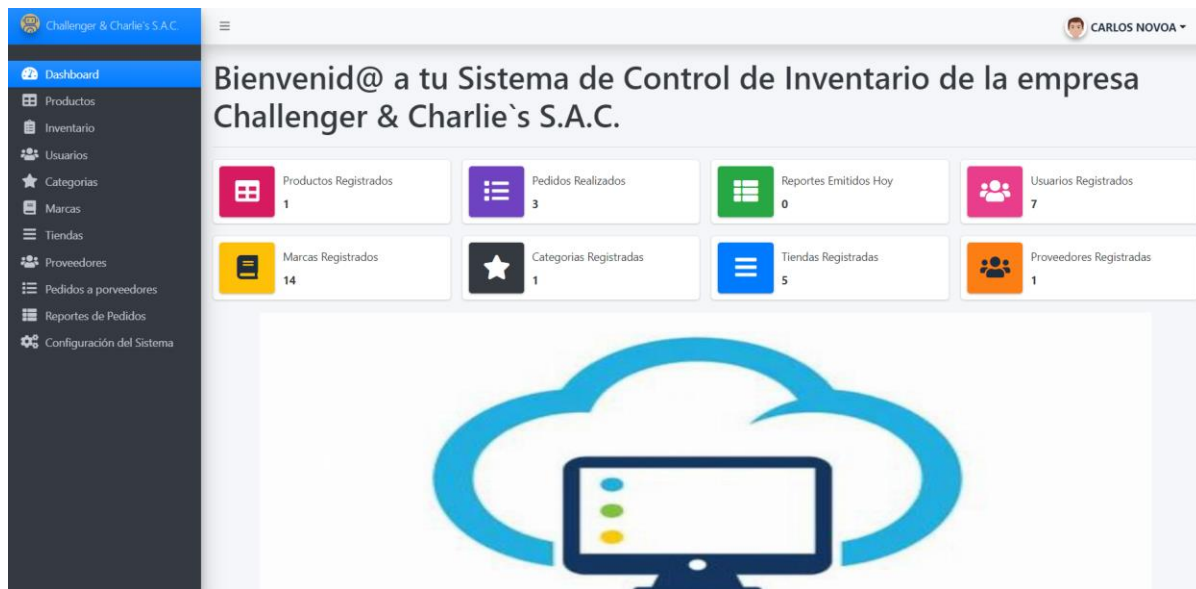 Challenger & Charlie's S.A.C.
CARLOS NOVOA
Dashboard
Productos
Inventario
Usuarios
Categorias
Marcas
Tiendas
Proveedores
Pedidos a porveedores
Reportes de Pedidos
Configuración del Sistema
Bienvenid@ a tu Sistema de Control de Inventario de la empresa
Challenger & Charlie`s S.A.C.
Productos Registrados
1
Pedidos Realizados
3
Reportes Emitidos Hoy
0
Usuarios Registrados
7
Marcas Registrados
14
Categorias Registradas
1
Tiendas Registradas
5
Proveedores Registradas
1